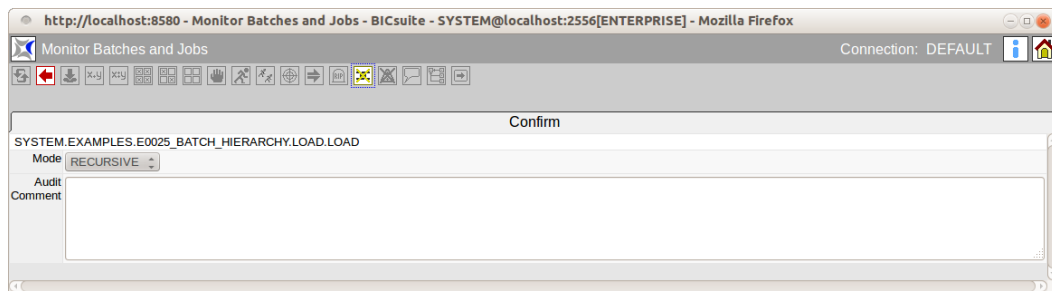 http://localhost:8580 - Monitor Batches and Jobs - BICsuite - SYSTEM@localhost:2556[ENTERPRISE] - Mozilla Firefox
Monitor Batches and Jobs
Connection: DEFAULT
x.y x:y
RIP
Confirm
SYSTEM.EXAMPLES.E0025_BATCH_HIERARCHY.LOAD.LOAD
Mode RECURSIVE
Audit
Comment